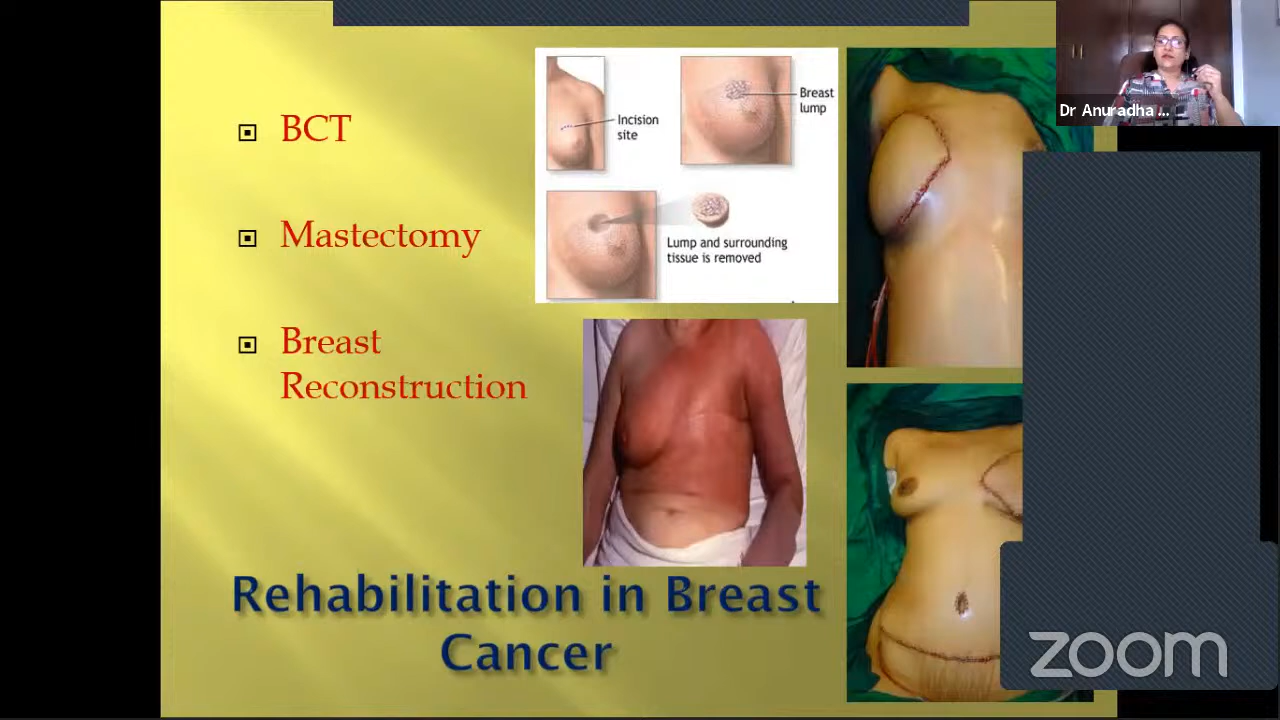 BCT
Mastectomy
Breast
Reconstruction
Incision
site
Breast
lump
Lump and surrounding
tissue is removed
Rehabilitation in Breast
Cancer
Dr Anuradha ...
zoom